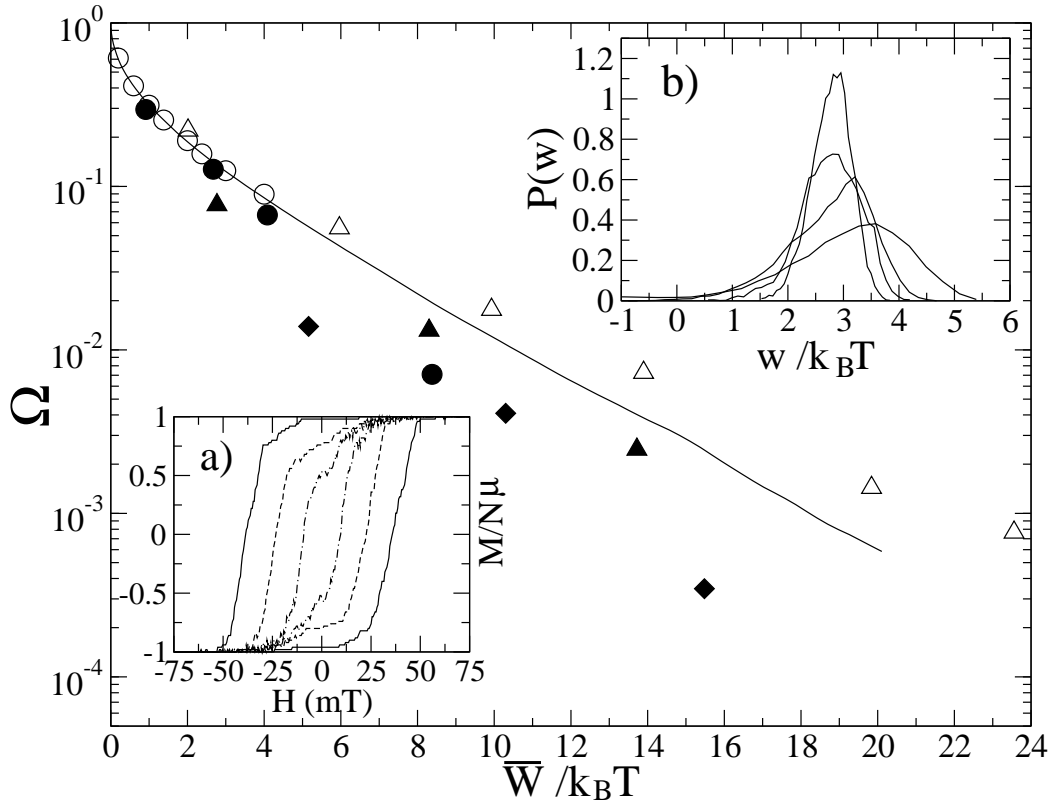 10^0
10^-1
10^-2
10^-3
10^-4
Ω
0 2 4 6 8 10 12 14 16 18 20 22 24
W̅ /k_BT
b)
1.2
1
0.8
0.6
0.4
0.2
0
P(w)
-1 0 1 2 3 4 5 6
w /k_BT
a)
1
0.5
0
-0.5
-1
M/Nμ
-75 -50 -25 0 25 50 75
H (mT)